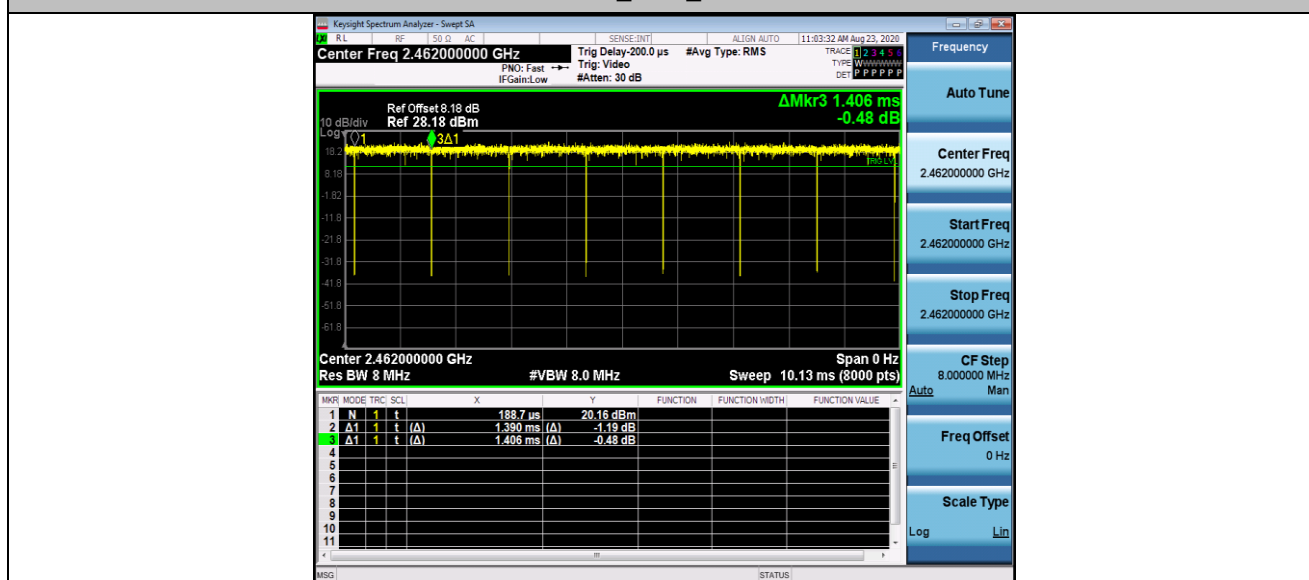 Keysight Spectrum Analyzer - Swept SA
RL RF 50 Ω AC SENSE:INT ALIGN AUTO 11:03:32 AM Aug 23, 2020
Center Freq 2.462000000 GHz
PNO: Fast
IFGain:Low
Trig Delay-200.0 µs
Trig: Video
#Atten: 30 dB
#Avg Type: RMS
TRACE 1 2 3 4 5 6
TYPE WWWWWW
DET P P P P P P
Frequency
Auto Tune
Center Freq
2.462000000 GHz
Start Freq
2.462000000 GHz
Stop Freq
2.462000000 GHz
CF Step
8.000000 MHz
Auto Man
Freq Offset
0 Hz
Scale Type
Log Lin
ΔMkr3 1.406 ms
-0.48 dB
Ref Offset 8.18 dB
10 dB/div Ref 28.18 dBm
Log
1
3Δ1
TRIG LVL
18.2
8.18
-1.82
-11.8
-21.8
-31.8
-41.8
-51.8
-61.8
Center 2.462000000 GHz Span 0 Hz
Res BW 8 MHz #VBW 8.0 MHz Sweep 10.13 ms (8000 pts)
MKR MODE TRC SCL X Y FUNCTION FUNCTION WIDTH FUNCTION VALUE
1 N 1 t 188.7 µs 20.16 dBm
2 Δ1 1 t (Δ) 1.390 ms (Δ) -1.19 dB
3 Δ1 1 t (Δ) 1.406 ms (Δ) -0.48 dB
4
5
6
7
8
9
10
11
MSG STATUS